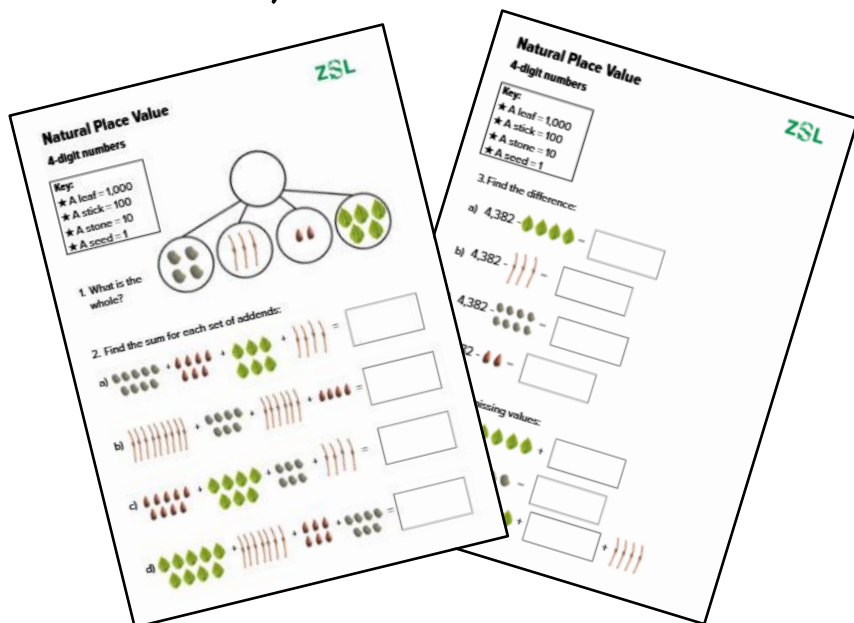 ZSL
Natural Place Value
4-digit numbers
Key:
★ A leaf = 1,000
★ A stick = 100
★ A stone = 10
★ A seed = 1
1. What is the
whole?
2. Find the sum for each set of addends:
a) + + + =
b) + + + =
c) + + + =
d) + + + =
Natural Place Value
4-digit numbers
ZSL
Key:
★ A leaf = 1,000
★ A stick = 100
★ A stone = 10
★ A seed = 1
3. Find the difference:
a) 4,382 - =
b) 4,382 - =
4,382 - =
82 - =
missing values:
+
=
+ +